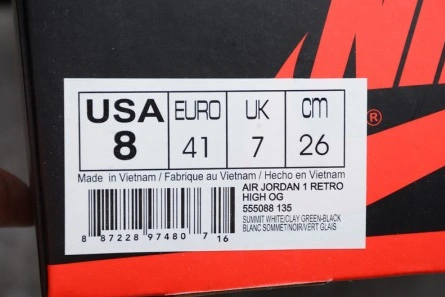 NIK
®
USA EURO UK cm
8 41 7 26
Made in Vietnam / Fabrique au Vietnam / Hecho en Vietnam
AIR JORDAN 1 RETRO
HIGH OG
555088 135
SUMMIT WHITE/CLAY GREEN-BLACK
BLANC SOMMET/NOIR/VERT GLAIS
8 87228 97480 7 16